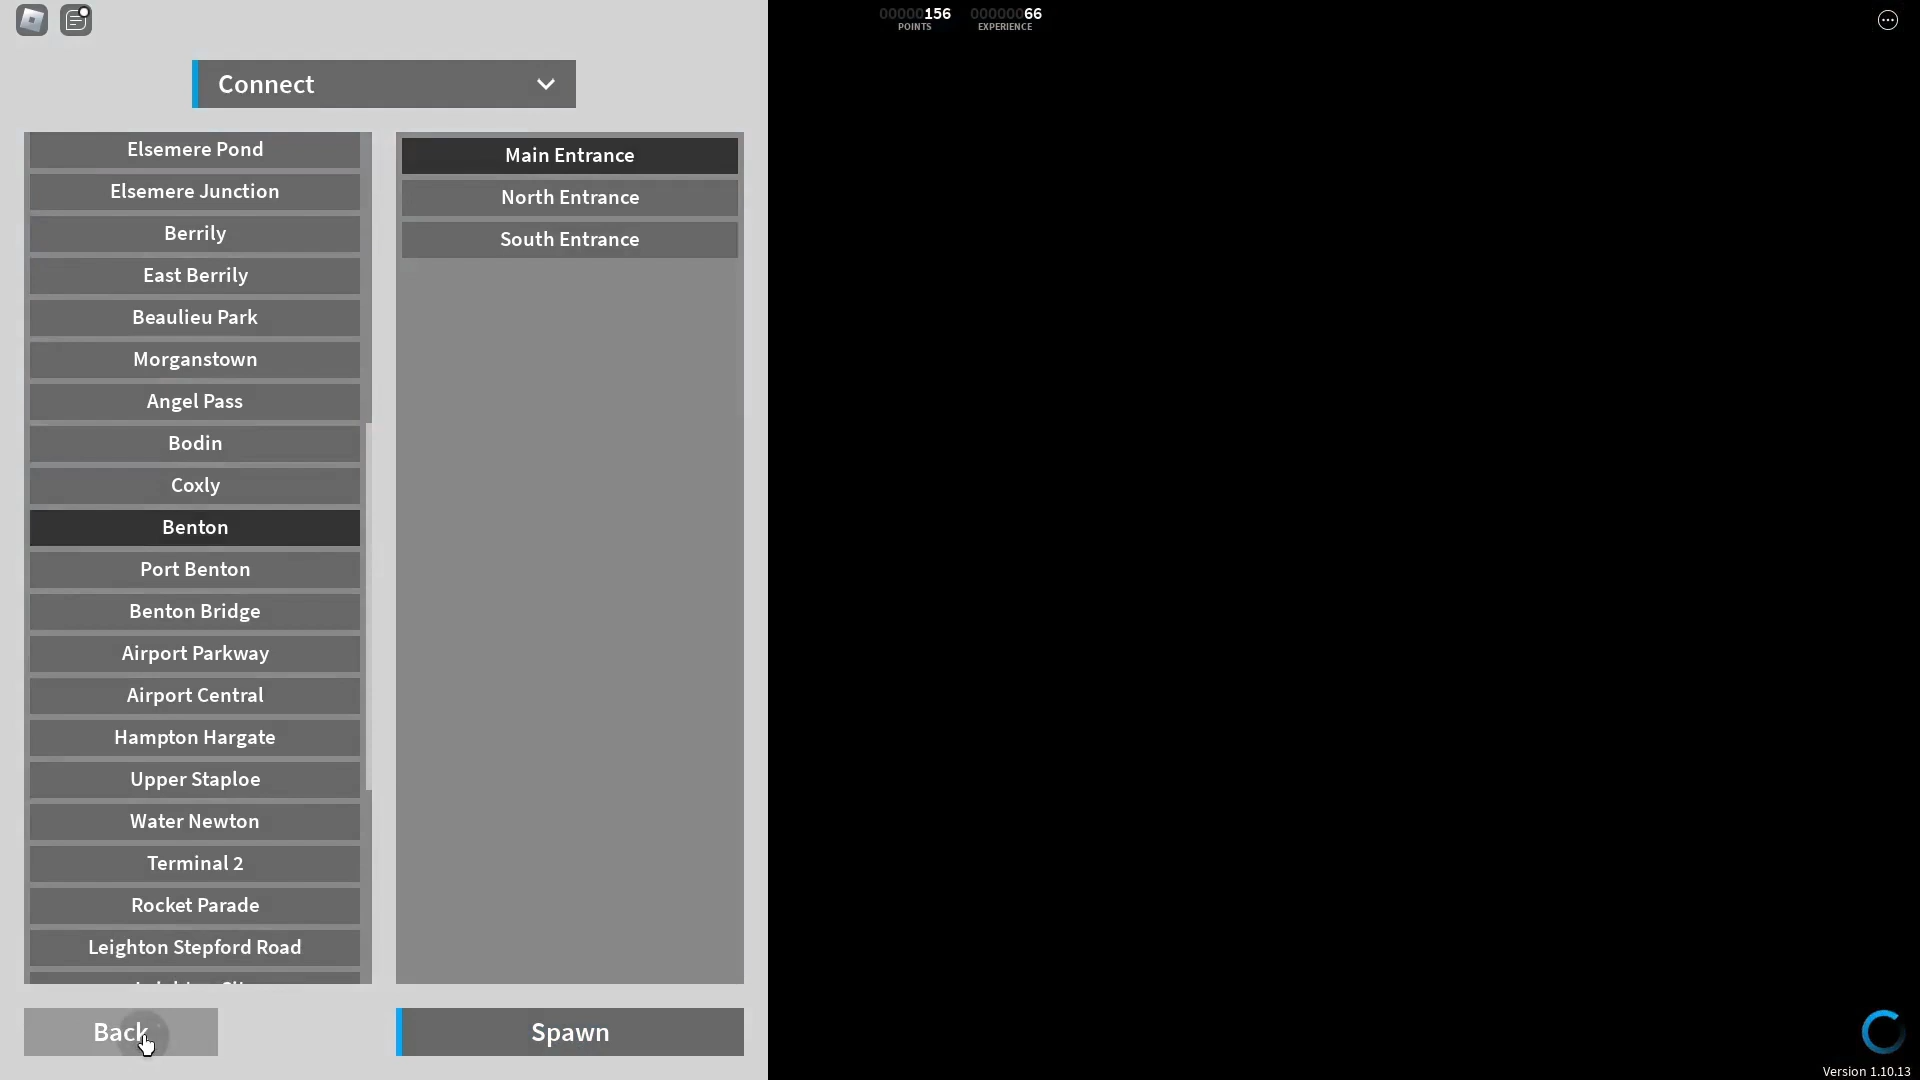 00000156
POINTS
00000066
EXPERIENCE
Connect
Elsemere Pond
Elsemere Junction
Berrily
East Berrily
Beaulieu Park
Morganstown
Angel Pass
Bodin
Coxly
Benton
Port Benton
Benton Bridge
Airport Parkway
Airport Central
Hampton Hargate
Upper Staploe
Water Newton
Terminal 2
Rocket Parade
Leighton Stepford Road
Main Entrance
North Entrance
South Entrance
Back
Spawn
Version 1.10.13